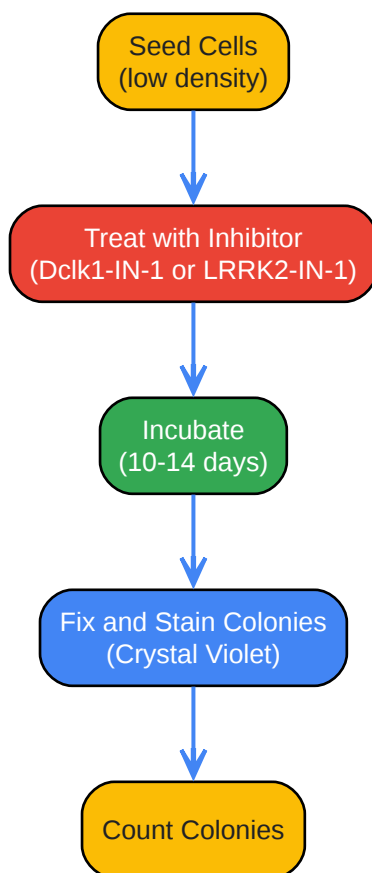 Seed Cells
(low density)
Treat with Inhibitor
(Dclk1-IN-1 or LRRK2-IN-1)
Incubate
(10-14 days)
Fix and Stain Colonies
(Crystal Violet)
Count Colonies